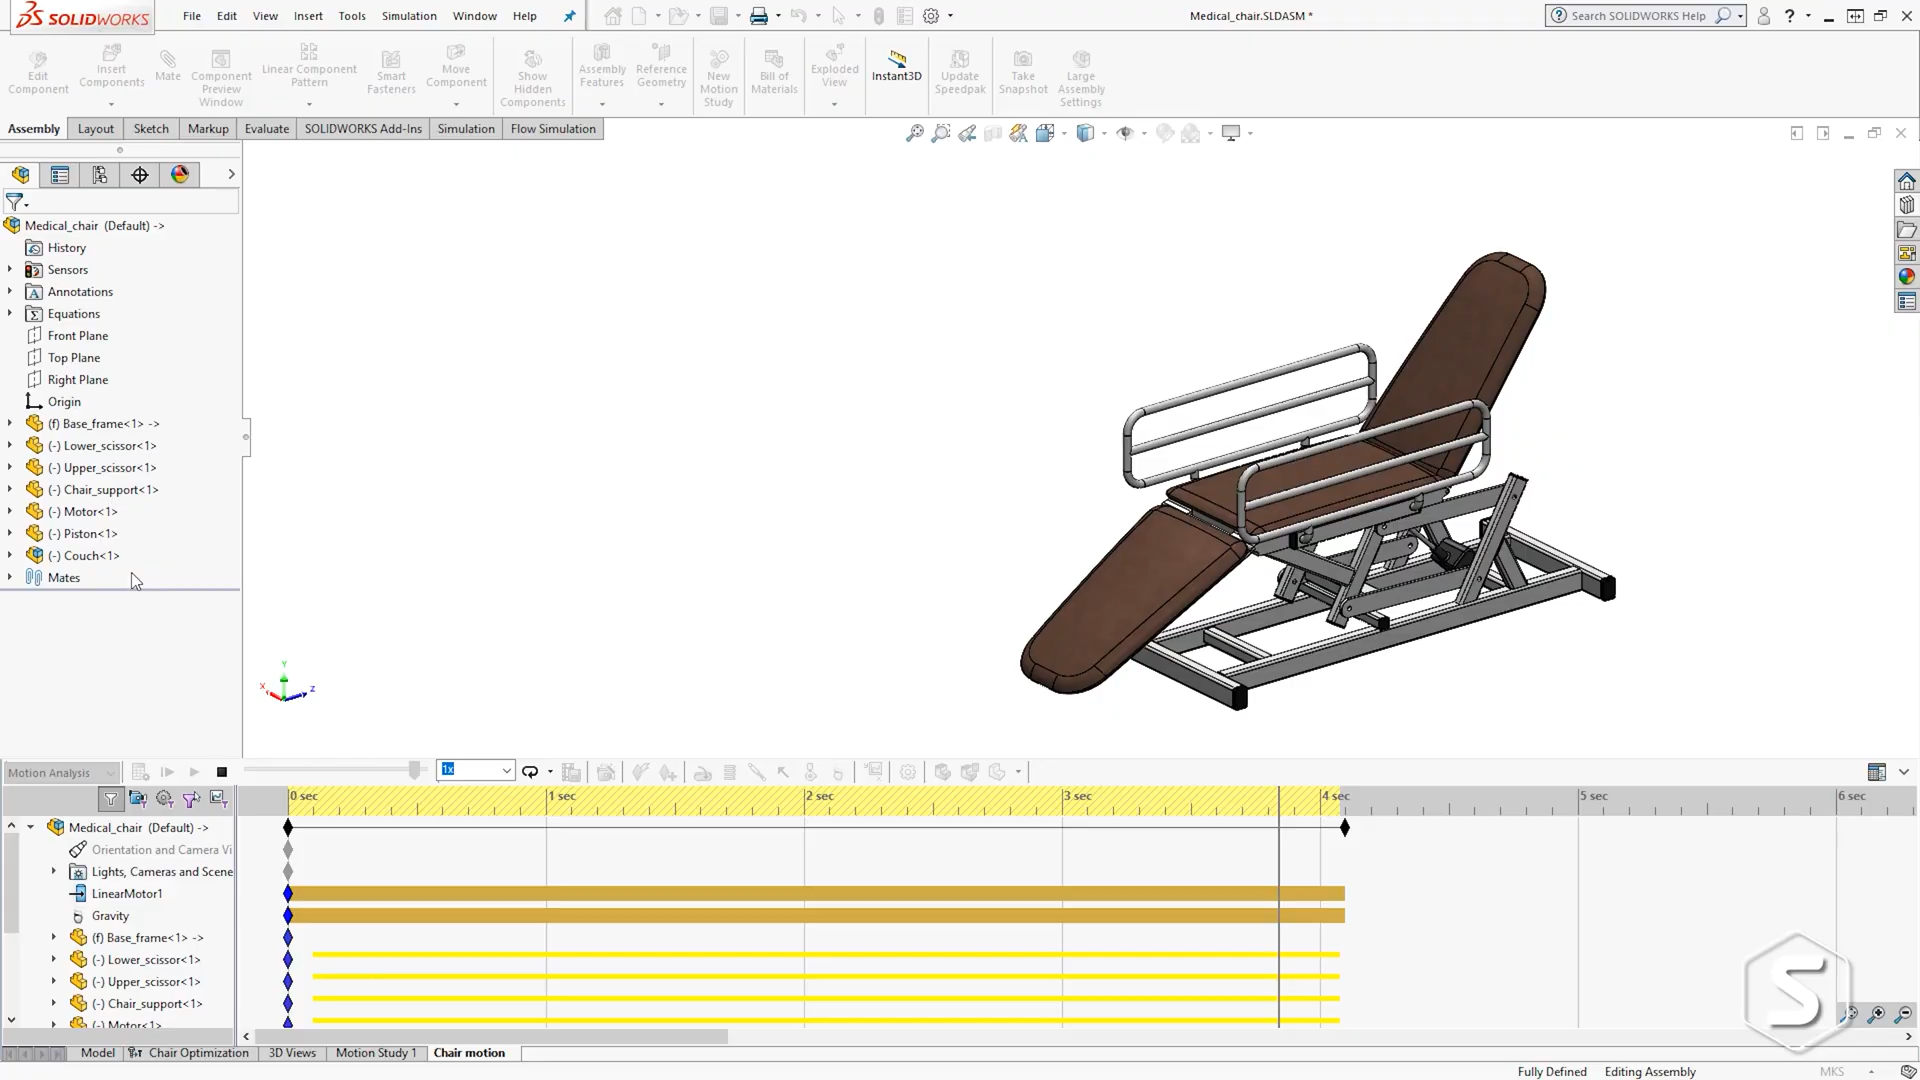 SOLIDWORKS File Edit View Insert Tools Simulation Window Help Medical_chair.SLDASM * Search SOLIDWORKS Help ?
Edit Component
Insert Components
Mate
Component Preview Window
Linear Component Pattern
Smart Fasteners
Move Component
Show Hidden Components
Assembly Features
Reference Geometry
New Motion Study
Bill of Materials
Exploded View
Instant3D
Update Speedpak
Take Snapshot
Large Assembly Settings
Assembly Layout Sketch Markup Evaluate SOLIDWORKS Add-Ins Simulation Flow Simulation
Medical_chair (Default) ->
History
Sensors
Annotations
Equations
Front Plane
Top Plane
Right Plane
Origin
(f) Base_frame<1> ->
(-) Lower_scissor<1>
(-) Upper_scissor<1>
(-) Chair_support<1>
(-) Motor<1>
(-) Piston<1>
(-) Couch<1>
Mates
Y
X Z
Motion Analysis 1x
0 sec 1 sec 2 sec 3 sec 4 sec 5 sec 6 sec
Medical_chair (Default) ->
Orientation and Camera Vi
Lights, Cameras and Scene
LinearMotor1
Gravity
(f) Base_frame<1> ->
(-) Lower_scissor<1>
(-) Upper_scissor<1>
(-) Chair_support<1>
(-) Motor<1>
Model Chair Optimization 3D Views Motion Study 1 Chair motion
Fully Defined Editing Assembly MKS